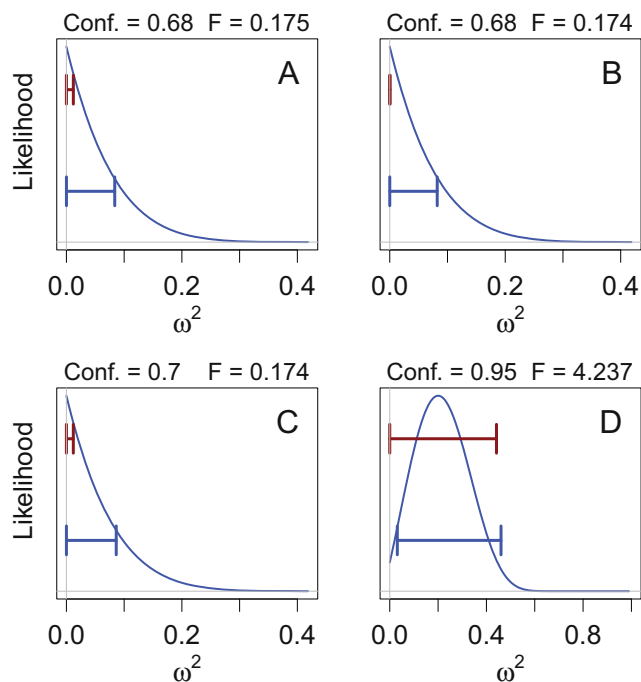 Conf. = 0.68 F = 0.175
A
Likelihood
0.0 0.2 0.4
ω²
Conf. = 0.68 F = 0.174
B
0.0 0.2 0.4
ω²
Conf. = 0.7 F = 0.174
C
Likelihood
0.0 0.2 0.4
ω²
Conf. = 0.95 F = 4.237
D
0.0 0.4 0.8
ω²